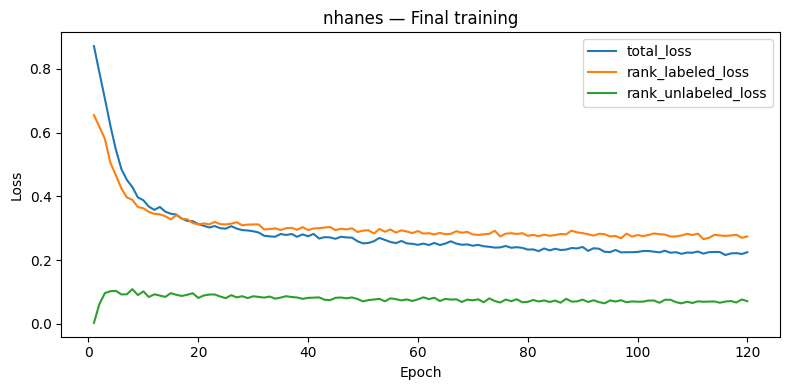 nhanes — Final training
total_loss
rank_labeled_loss
rank_unlabeled_loss
Loss
0.8
0.6
0.4
0.2
0.0
0 20 40 60 80 100 120
Epoch